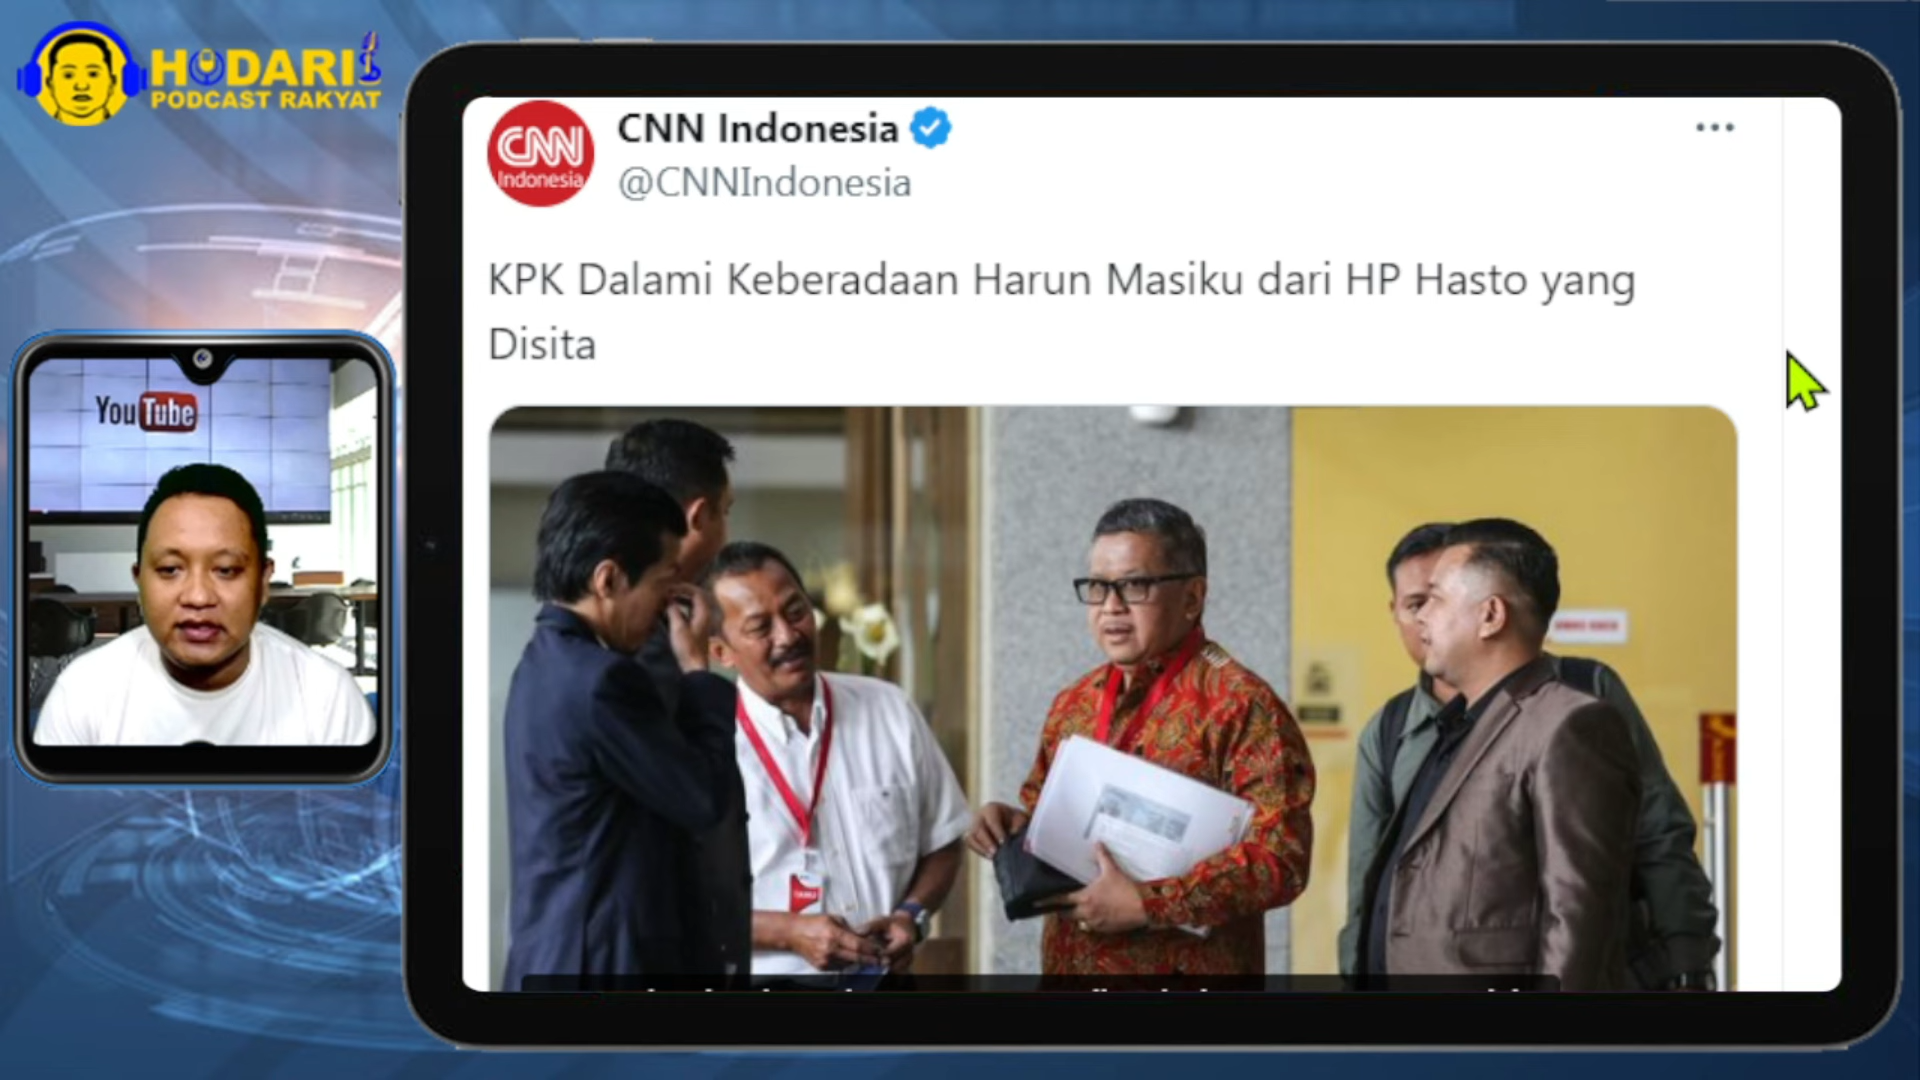 HODARI
PODCAST RAKYAT
YouTube
CNN
Indonesia
CNN Indonesia
@CNNIndonesia
KPK Dalami Keberadaan Harun Masiku dari HP Hasto yang
Disita